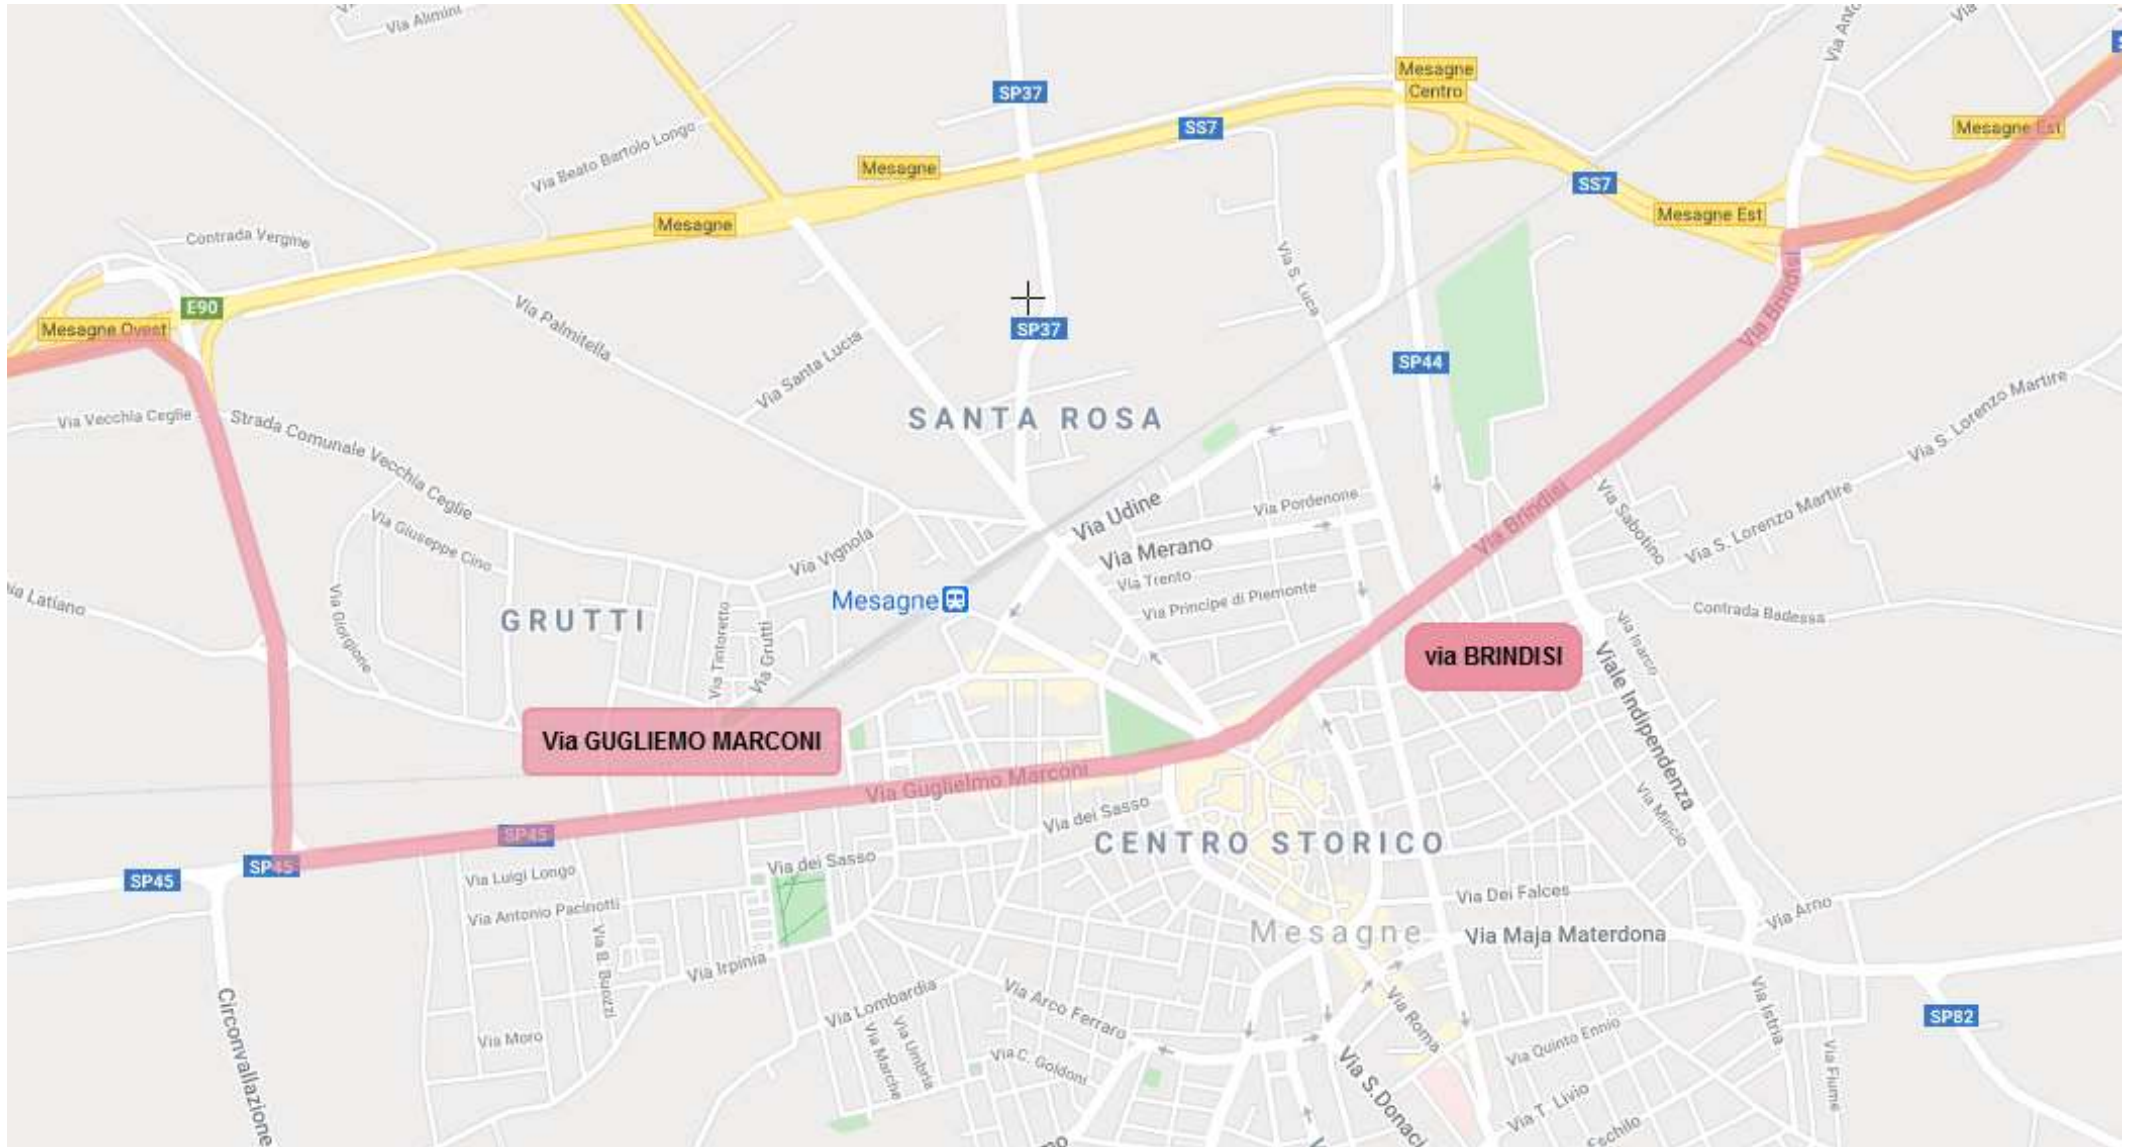 Via Alimini
Mesagne
Centro
SP37
SS7
Mesagne Est
Via Beato Bartolo Longo
Mesagne
SS7
Mesagne
Mesagne Est
Contrada Vergine
Via S. Luca
Via Brindisi
E90
Mesagne Ovest
Via Palmitella
SP37
Via Santa Lucia
SP44
Via Vecchia Ceglie
Strada Comunale Vecchia Ceglie
SANTA ROSA
Via S. Lorenzo Martire
Via Giuseppe Cino
Via Udine
Via Pordenone
Via Brindisi
Via Sabotino
Via S. Lorenzo Martire
Via Vignola
Via Merano
Via Trento
Via Principe di Piemonte
Latiano
Via Giorgione
GRUTTI
Mesagne
Via Tintoretto
Via Grutti
Contrada Badessa
Via Isarco
via BRINDISI
Viale Indipendenza
Via GUGLIEMO MARCONI
Via Guglielmo Marconi
Via dei Sasso
Via Mincio
SP45
CENTRO STORICO
SP45
SP45
Via Luigi Longo
Via dei Sasso
Via Dei Falces
Via Antonio Pacinotti
Via Arno
Mesagne
Via Maja Materdona
Via B. Buozzi
Via Irpinia
Circonvallazione
Via Lombardia
Via Arco Ferraro
Via Roma
Via Istria
SP82
Via Moro
Via Marche
Via Umbria
Via C. Goldoni
Via Quinto Ennio
Via S.Donaci
Via Fiume
Via T. Livio
Eschilo